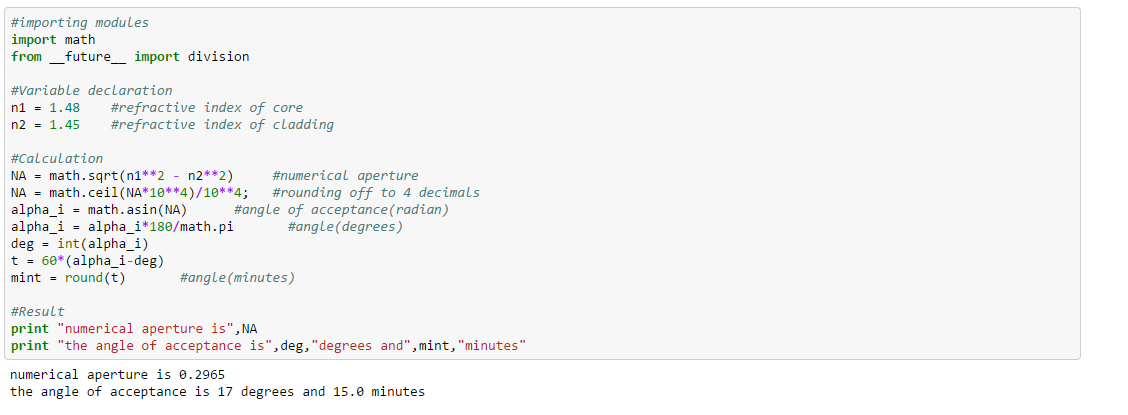 #importing modules
import math
from __future__ import division
#Variable declaration
n1 = 1.48    #refractive index of core
n2 = 1.45    #refractive index of cladding
#Calculation
NA = math.sqrt(n1**2 - n2**2)     #numerical aperture
NA = math.ceil(NA*10**4)/10**4;   #rounding off to 4 decimals
alpha_i = math.asin(NA)      #angle of acceptance(radian)
alpha_i = alpha_i*180/math.pi       #angle(degrees)
deg = int(alpha_i)
t = 60*(alpha_i-deg)
mint = round(t)       #angle(minutes)
#Result
print "numerical aperture is",NA
print "the angle of acceptance is",deg,"degrees and",mint,"minutes"
numerical aperture is 0.2965
the angle of acceptance is 17 degrees and 15.0 minutes